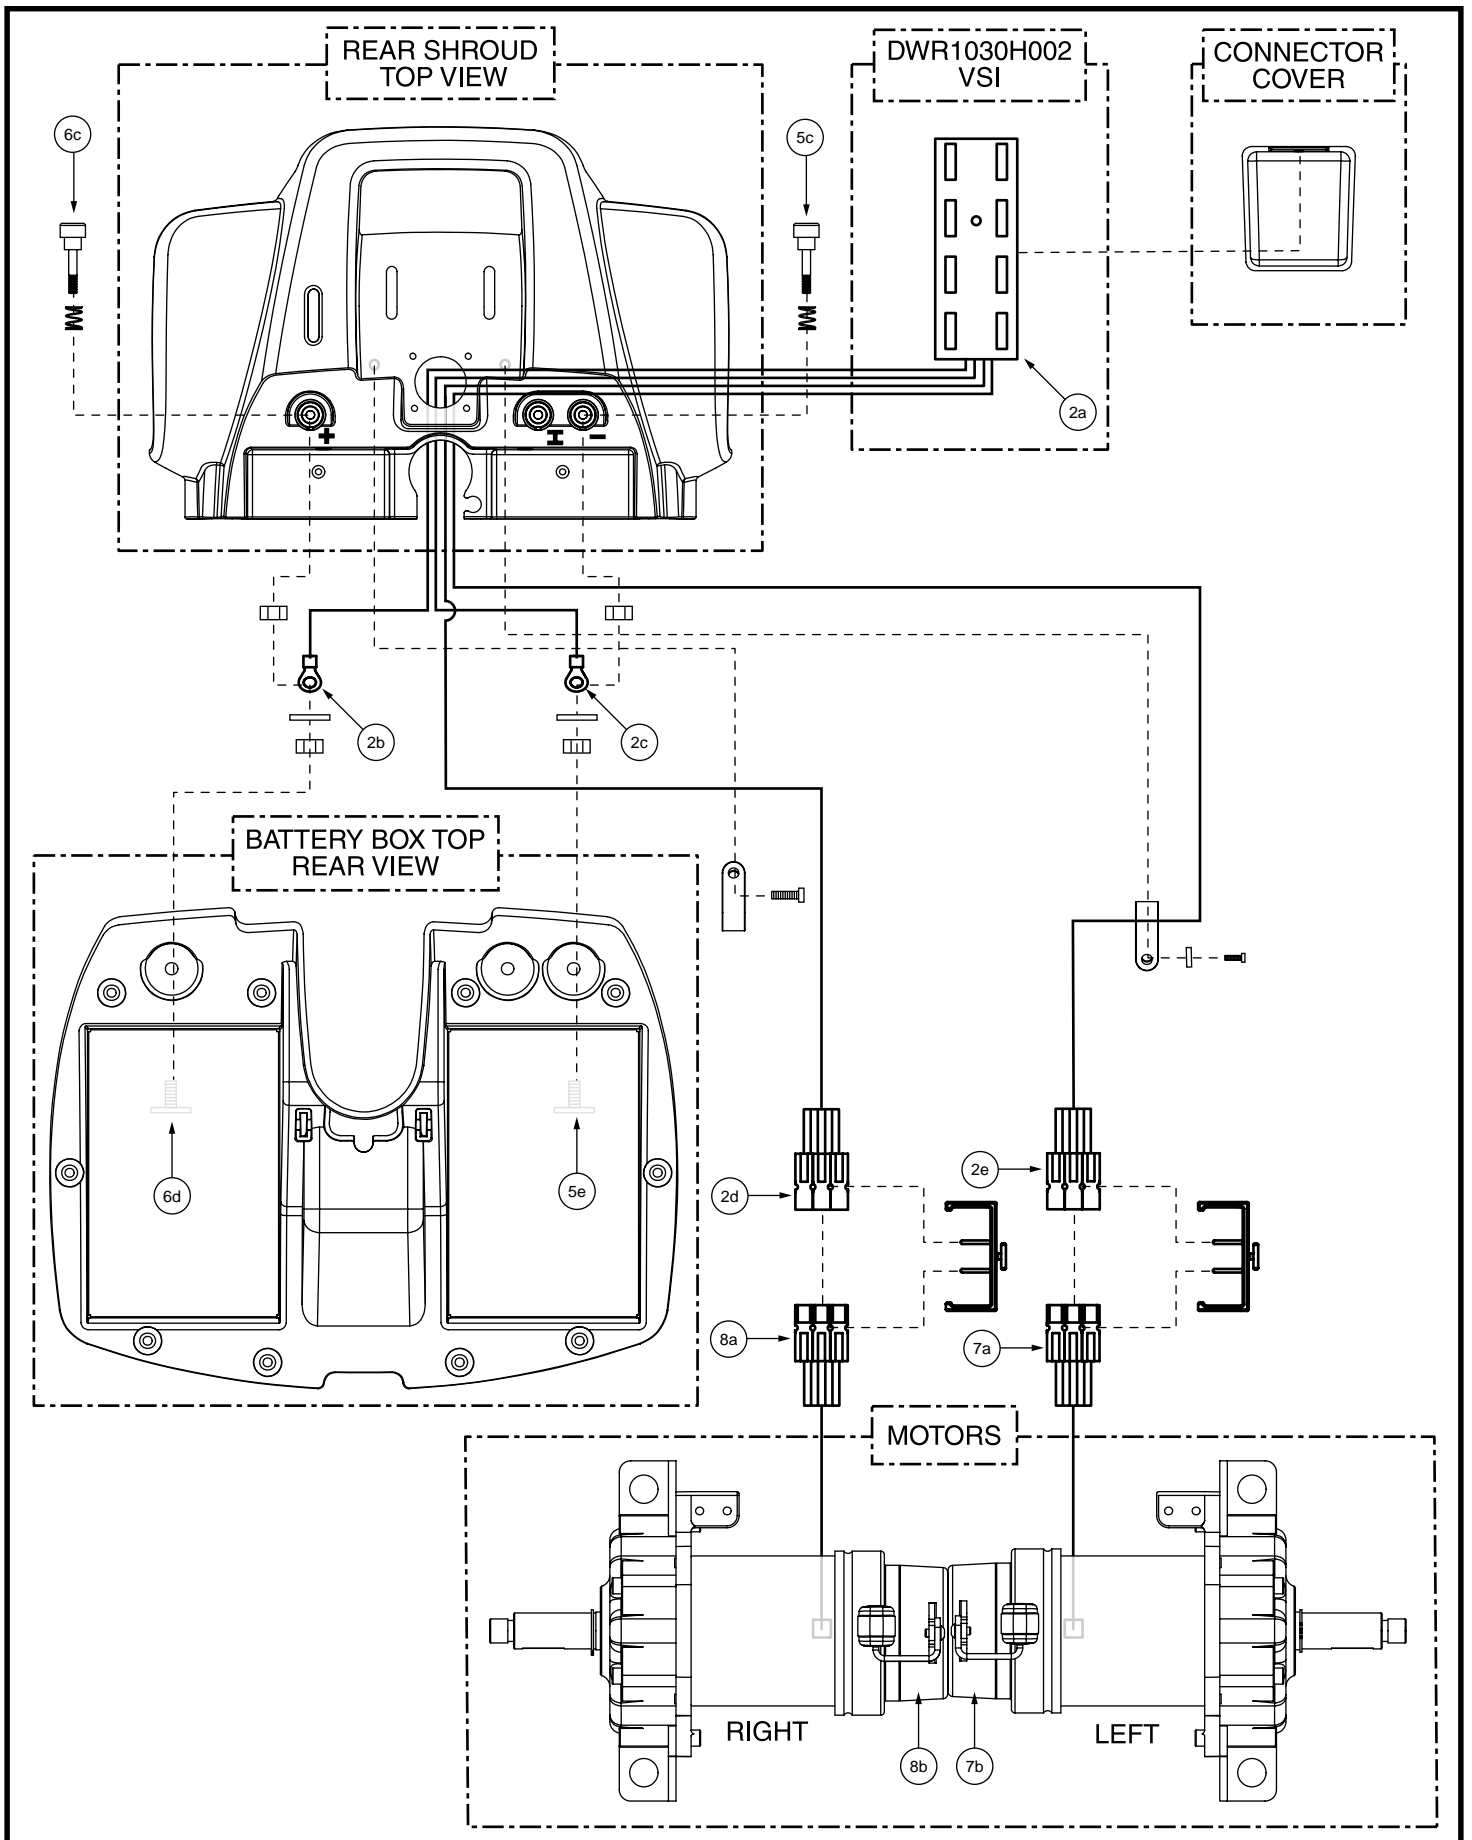 REAR SHROUD
TOP VIEW
DWR1030H002
VSI
CONNECTOR
COVER
6c
5c
2a
+
I
–
2b
2c
BATTERY BOX TOP
REAR VIEW
6d
5e
2d
2e
8a
7a
MOTORS
RIGHT
LEFT
8b
7b